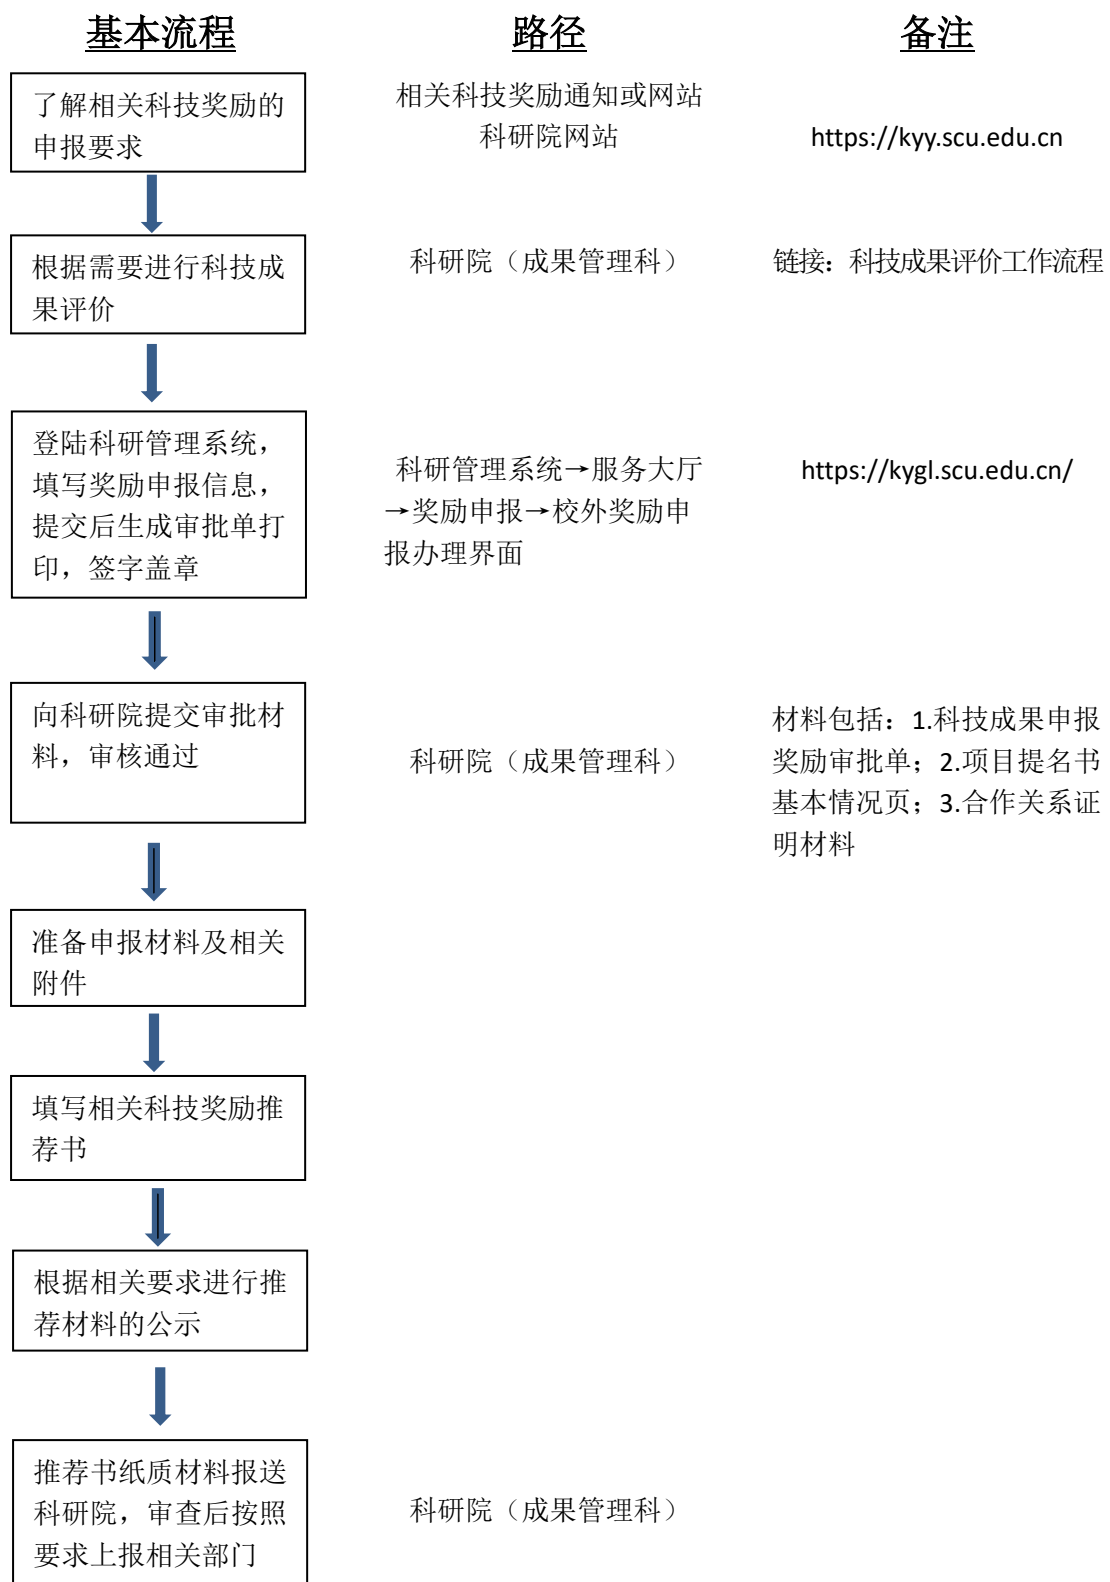 基本流程 路径 备注
了解相关科技奖励的
申报要求
相关科技奖励通知或网站
科研院网站
https://kyy.scu.edu.cn
根据需要进行科技成
果评价
科研院（成果管理科）
链接：科技成果评价工作流程
登陆科研管理系统，
填写奖励申报信息，
提交后生成审批单打
印，签字盖章
科研管理系统→服务大厅
→奖励申报→校外奖励申
报办理界面
https://kygl.scu.edu.cn/
向科研院提交审批材
料，审核通过
科研院（成果管理科）
材料包括：1.科技成果申报
奖励审批单；2.项目提名书
基本情况页；3.合作关系证
明材料
准备申报材料及相关
附件
填写相关科技奖励推
荐书
根据相关要求进行推
荐材料的公示
推荐书纸质材料报送
科研院，审查后按照
要求上报相关部门
科研院（成果管理科）